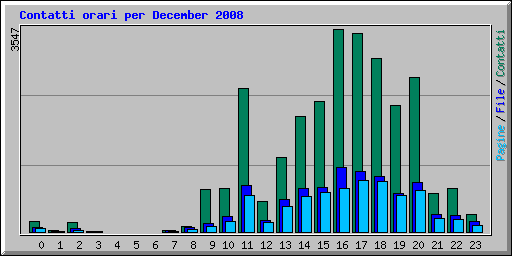 Contatti orari per December 2008
3547
Pagine/File/Contatti
0 1 2 3 4 5 6 7 8 9 10 11 12 13 14 15 16 17 18 19 20 21 22 23